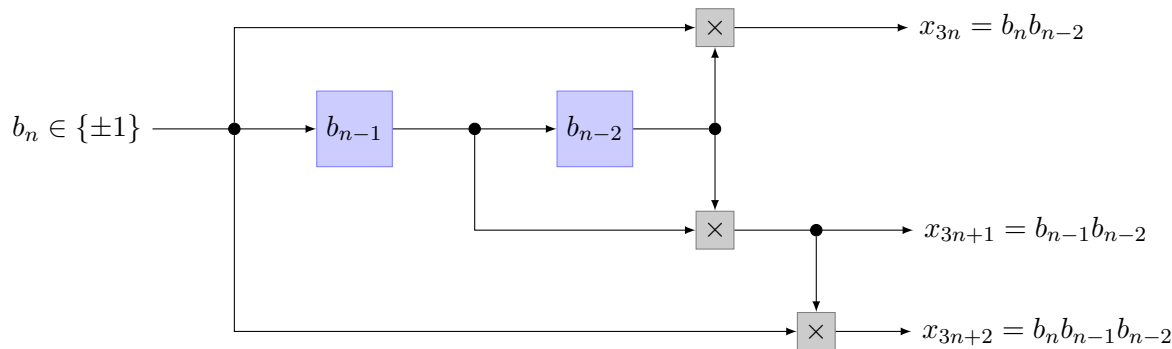 ×
x_{3n} = b_n b_{n-2}
b_n ∈ {±1}
b_{n-1}
b_{n-2}
×
x_{3n+1} = b_{n-1} b_{n-2}
×
x_{3n+2} = b_n b_{n-1} b_{n-2}